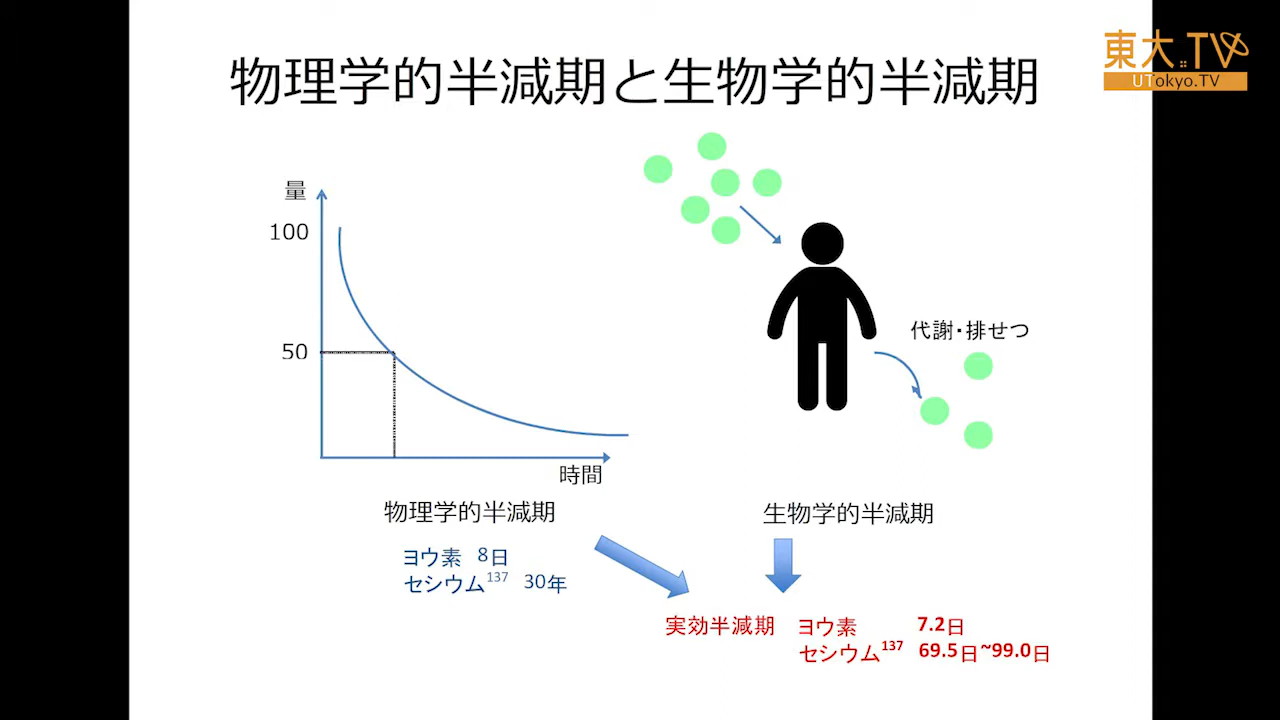 東大TV
UTokyo.TV
物理学的半減期と生物学的半減期
量
100
50
時間
代謝・排せつ
物理学的半減期
生物学的半減期
ヨウ素 8日
セシウム137 30年
実効半減期 ヨウ素 7.2日
セシウム137 69.5日~99.0日